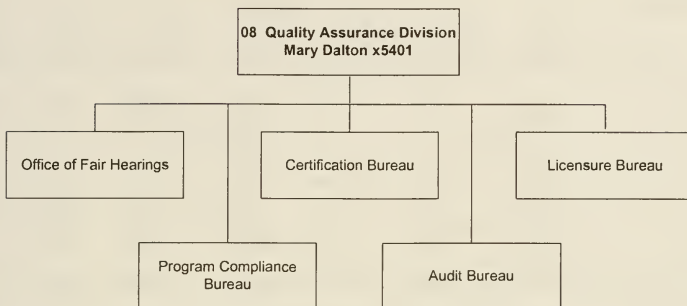 08 Quality Assurance Division
Mary Dalton x5401
Office of Fair Hearings
Certification Bureau
Licensure Bureau
Program Compliance
Bureau
Audit Bureau